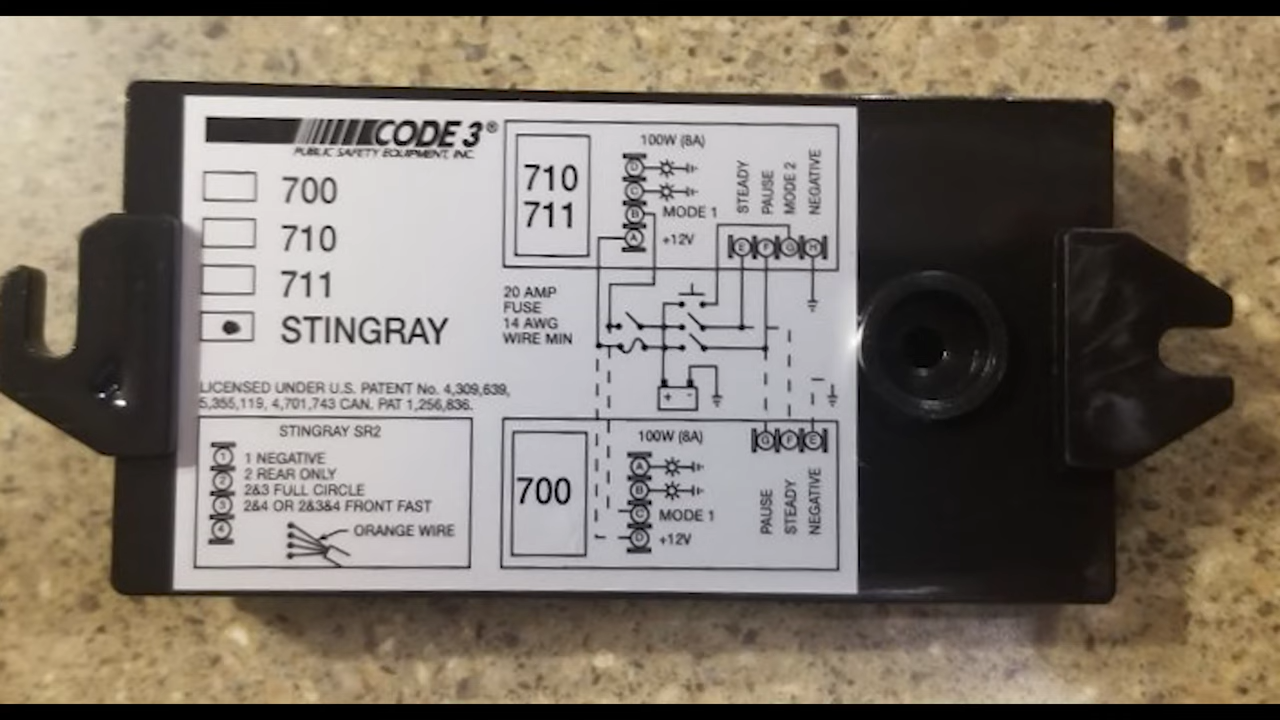 CODE 3®
PUBLIC SAFETY EQUIPMENT, INC.
700
710
711
STINGRAY
LICENSED UNDER U.S. PATENT No. 4,309,639,
5,355,119, 4,701,743 CAN. PAT 1,256,836.
STINGRAY SR2
1
2
3
4
1 NEGATIVE
2 REAR ONLY
2&3 FULL CIRCLE
2&4 OR 2&3&4 FRONT FAST
ORANGE WIRE
710
711
100W (8A)
D
C
B MODE 1
A +12V
STEADY
PAUSE
MODE 2
NEGATIVE
E F G H
20 AMP
FUSE
14 AWG
WIRE MIN
+ -
700
100W (8A)
A
B
C MODE 1
D +12V
G F E
PAUSE
STEADY
NEGATIVE